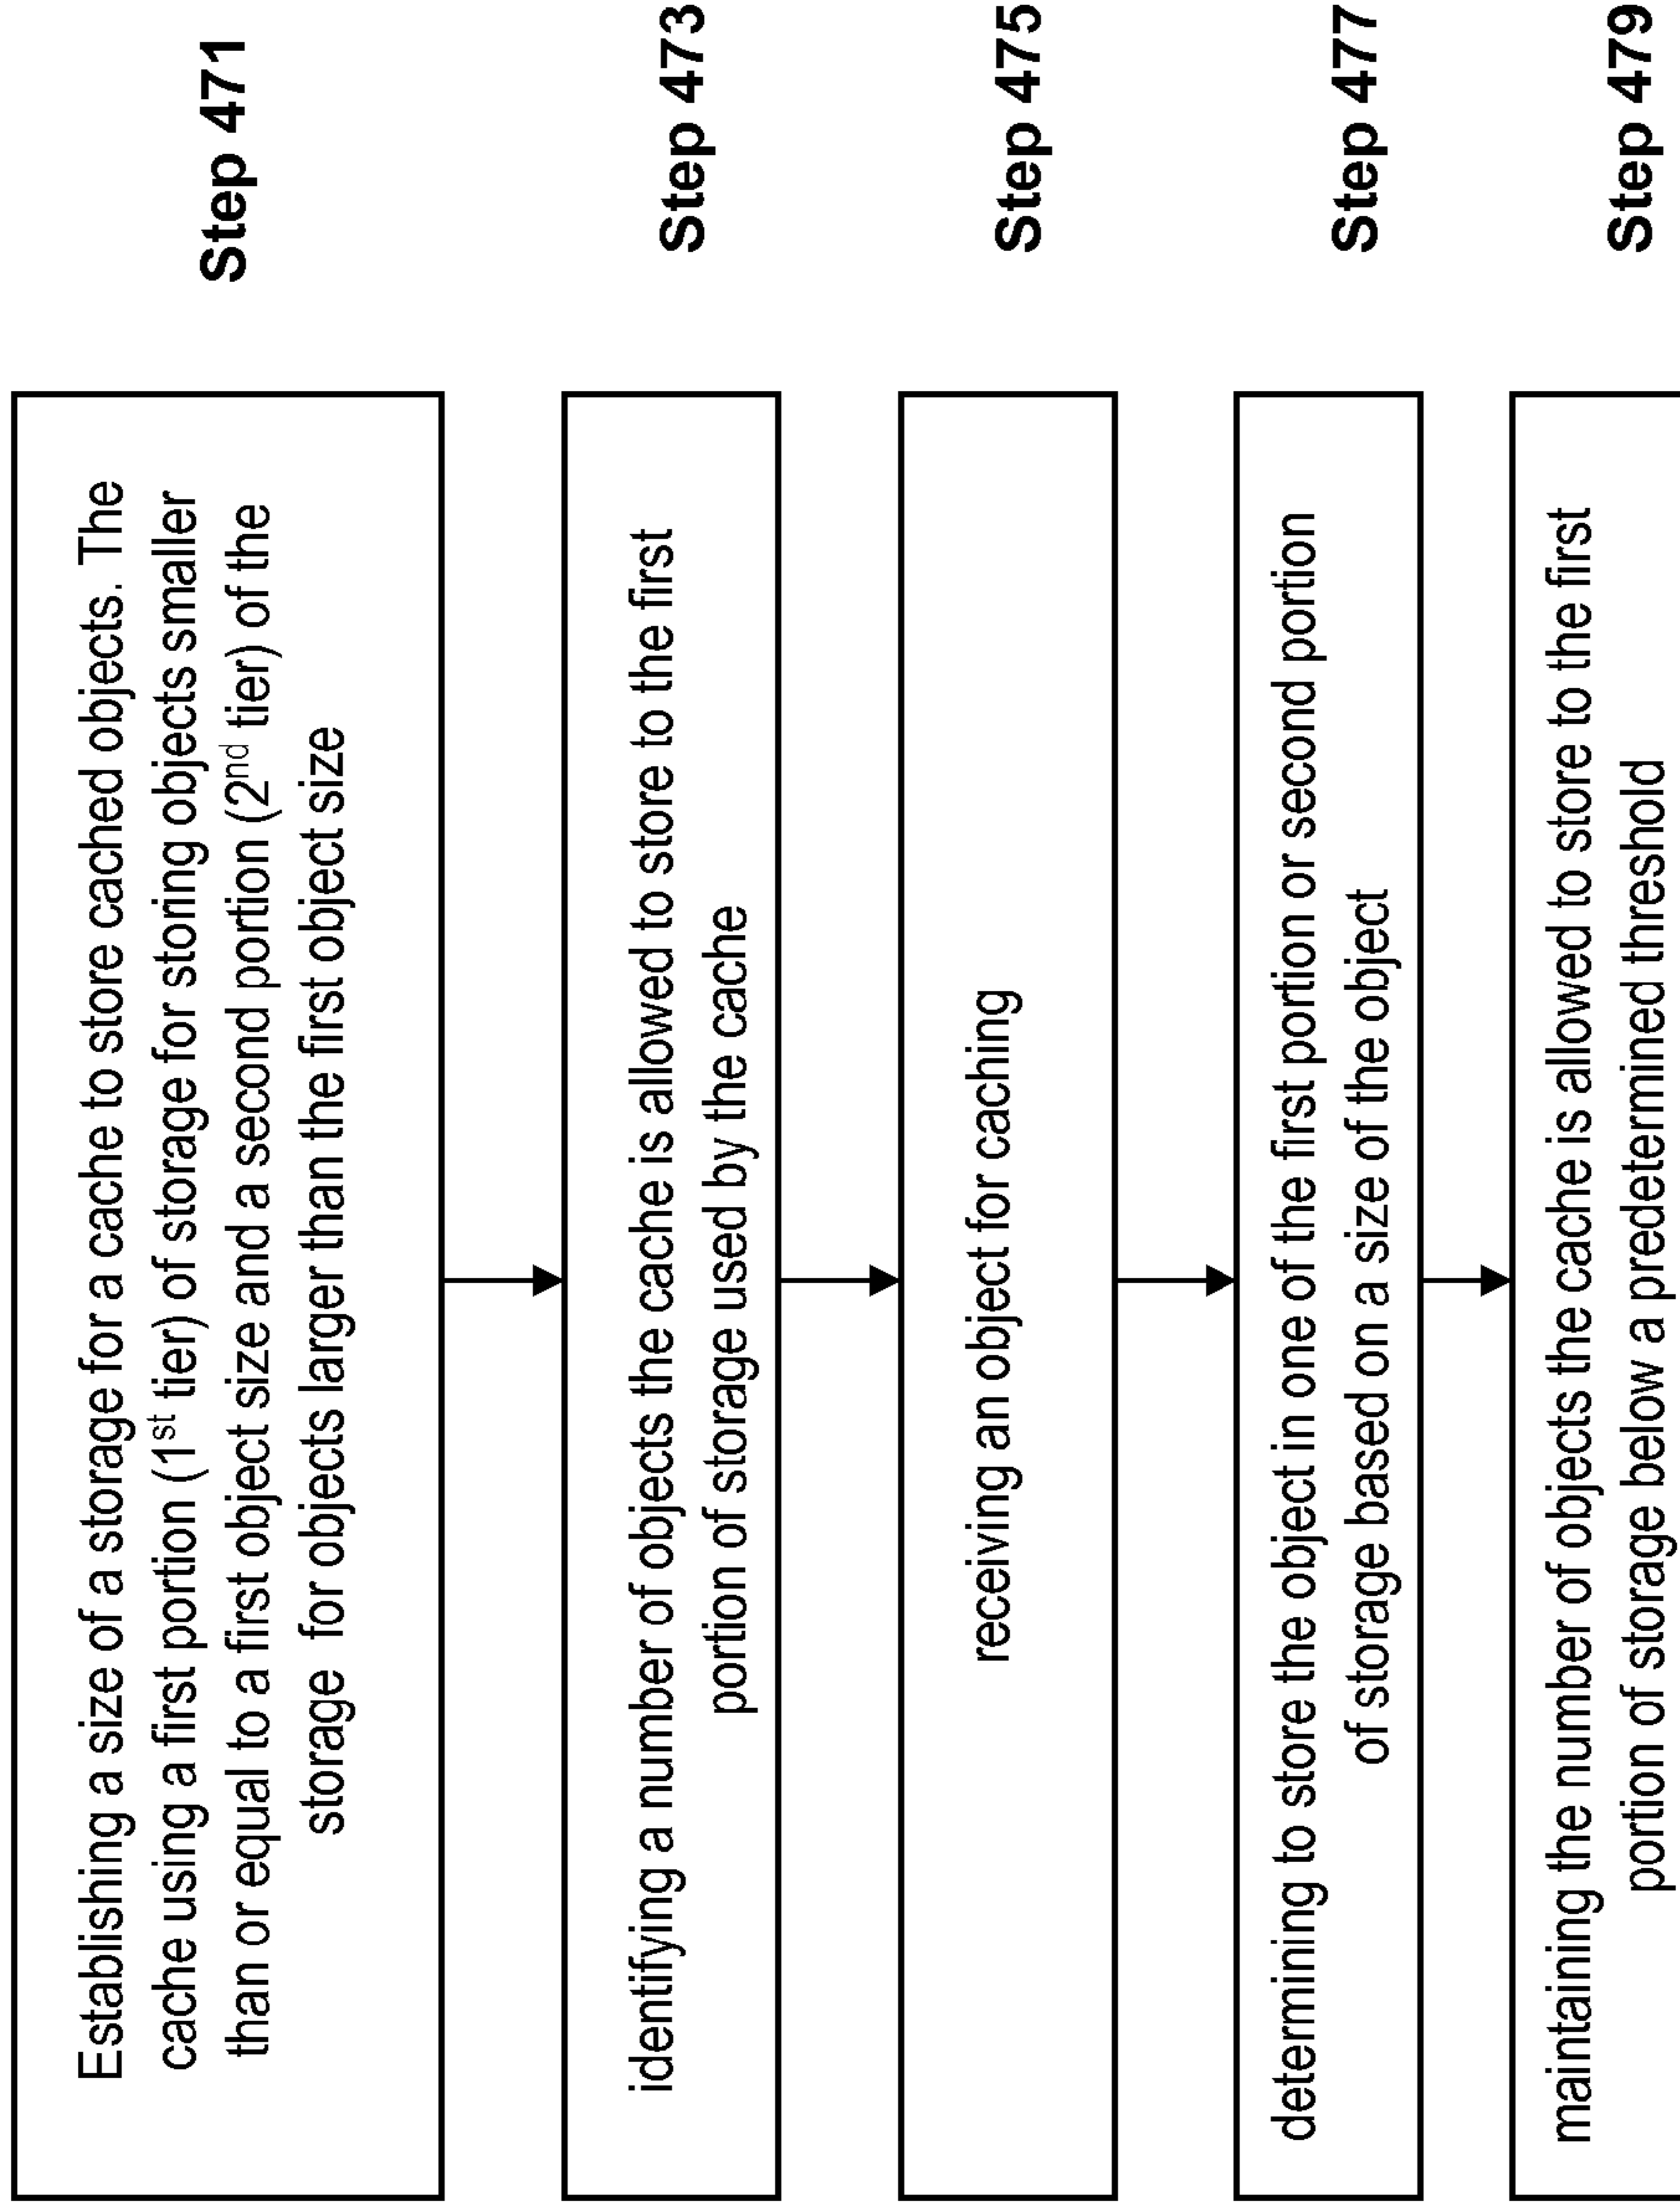 Establishing a size of a storage for a cache to store cached objects. The
cache using a first portion (1st tier) of storage for storing objects smaller
than or equal to a first object size and a second portion (2nd tier) of the
storage for objects larger than the first object size
Step 471
identifying a number of objects the cache is allowed to store to the first
portion of storage used by the cache
Step 473
receiving an object for caching
Step 475
determining to store the object in one of the first portion or second portion
of storage based on a size of the object
Step 477
maintaining the number of objects the cache is allowed to store to the first
portion of storage below a predetermined threshold
Step 479